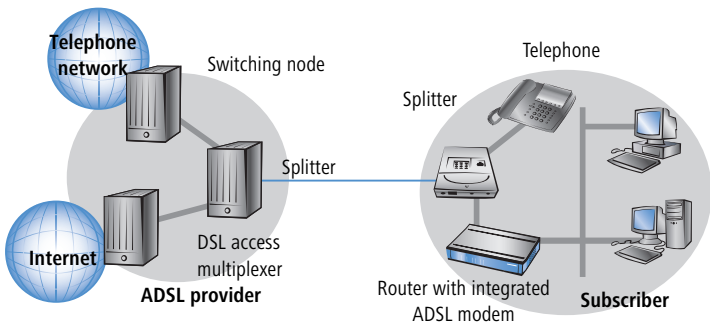 Telephone
network
Switching node
Splitter
DSL access
multiplexer
Internet
ADSL provider
Telephone
Splitter
Router with integrated
ADSL modem
Subscriber